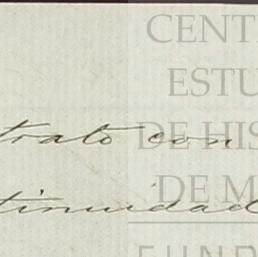 CENT
ESTU
trato con
DE HIS
tinuidad
DE M
FUND